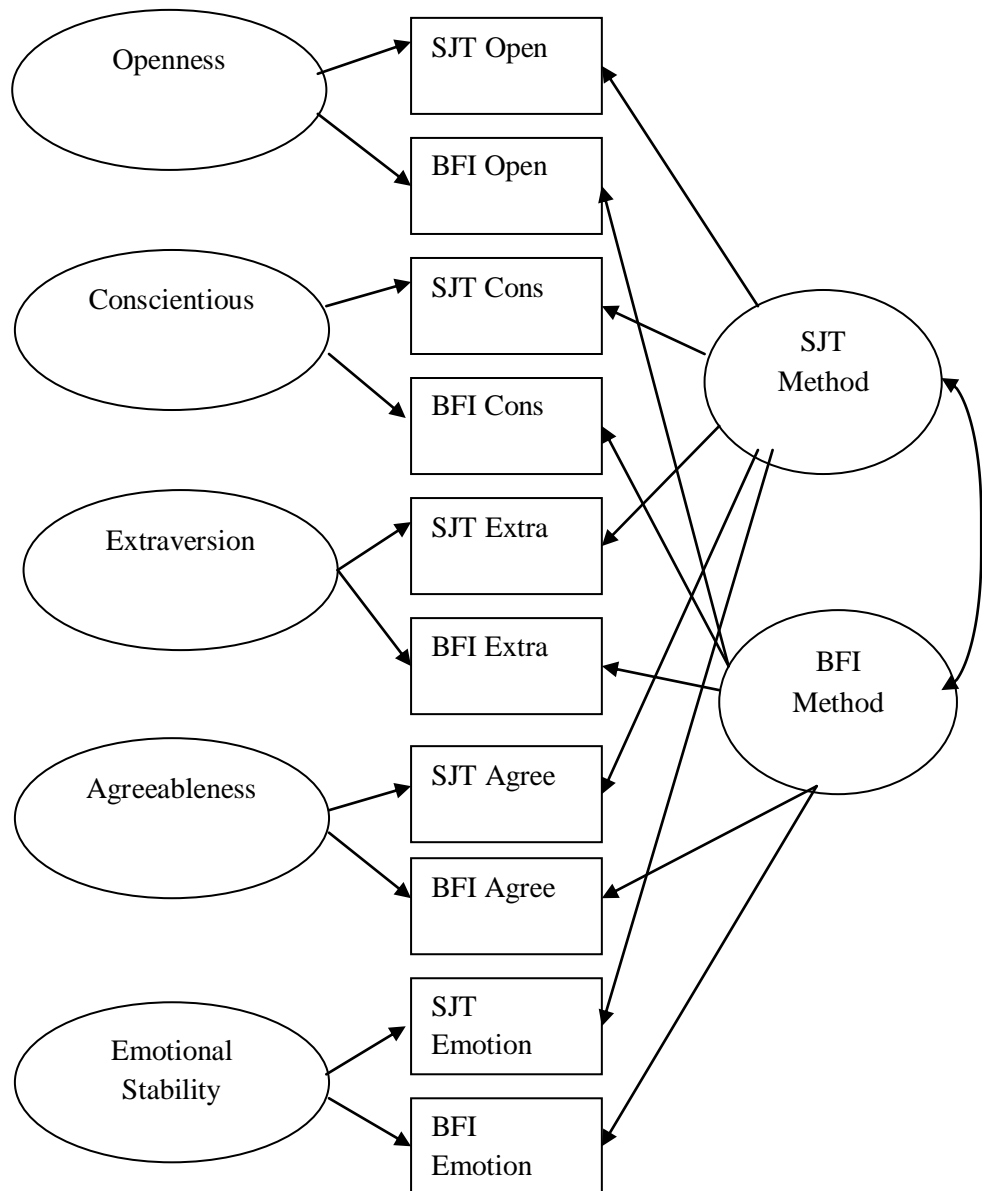 Openness
SJT Open
BFI Open
Conscientious
SJT Cons
BFI Cons
SJT
Method
Extraversion
SJT Extra
BFI Extra
BFI
Method
Agreeableness
SJT Agree
BFI Agree
Emotional
Stability
SJT
Emotion
BFI
Emotion